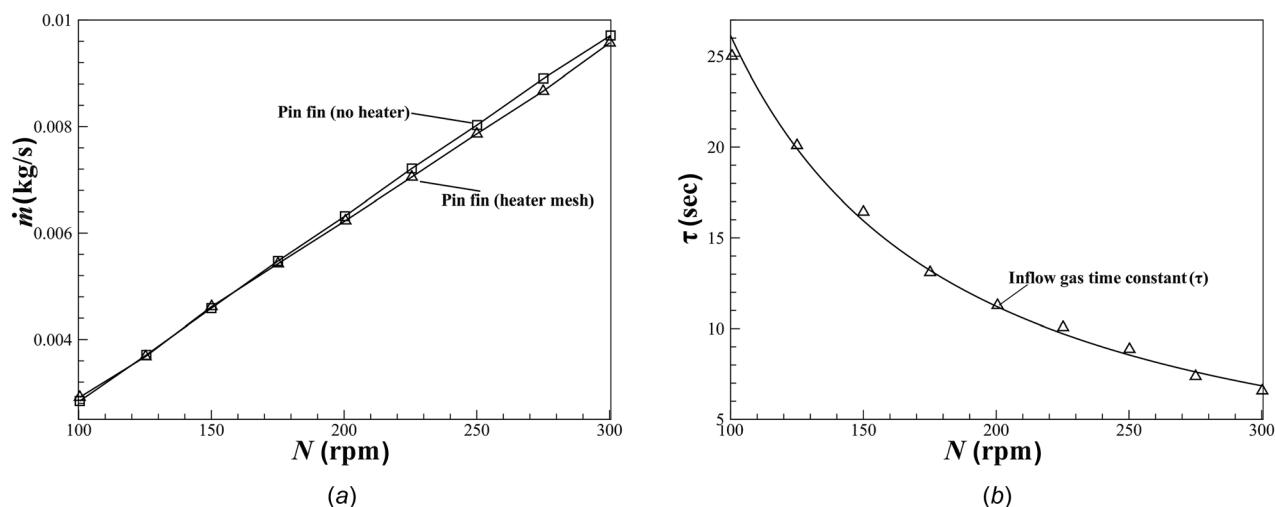 0.01
0.008
0.006
0.004
ṁ(kg/s)
Pin fin (no heater)
Pin fin (heater mesh)
100 150 200 250 300
N (rpm)
(a)
25
20
15
10
5
τ (sec)
Inflow gas time constant (τ)
100 150 200 250 300
N (rpm)
(b)